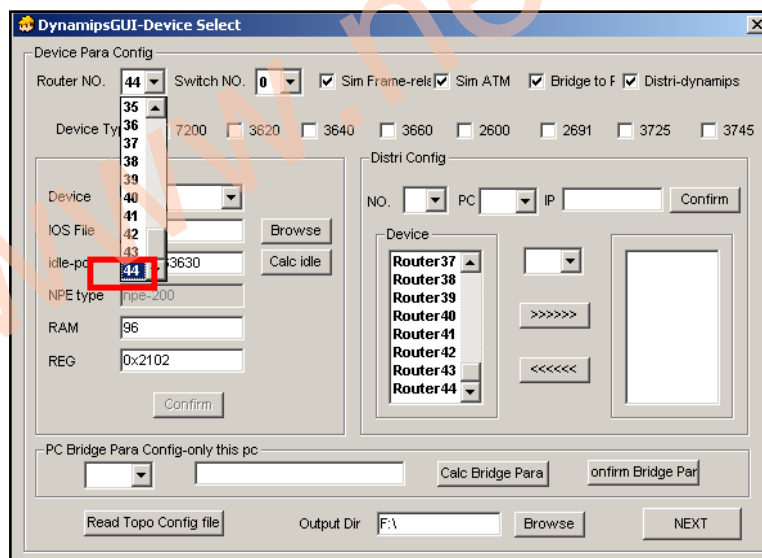 DynamipsGUI-Device Select
Device Para Config
Router NO. 44 Switch NO. 0 Sim Frame-rela Sim ATM Bridge to F Distri-dynamips
35
36
37
38
39
40
41
42
43
44
Device Ty 7200 3620 3640 3660 2600 2691 3725 3745
Device
IOS File Browse
idle-pc 63630 Calc idle
NPE type npe-200
RAM 96
REG 0x2102
Confirm
Distri Config
NO. PC IP Confirm
Device
Router37
Router38
Router39
Router40
Router41
Router42
Router43
Router44
>>>>>>
<<<<<<
PC Bridge Para Config-only this pc
Calc Bridge Para onfirm Bridge Par
Read Topo Config file Output Dir F:\ Browse NEXT